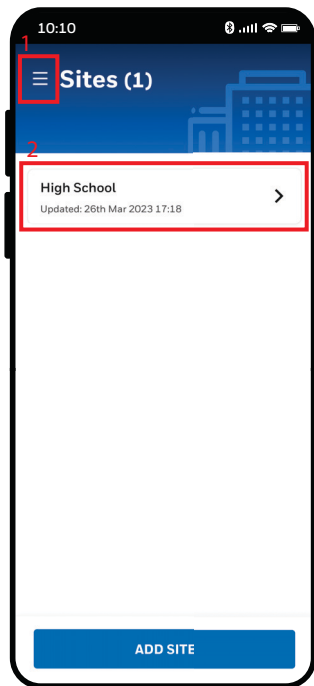 10:10
1
Sites (1)
2
High School
Updated: 26th Mar 2023 17:18
ADD SITE